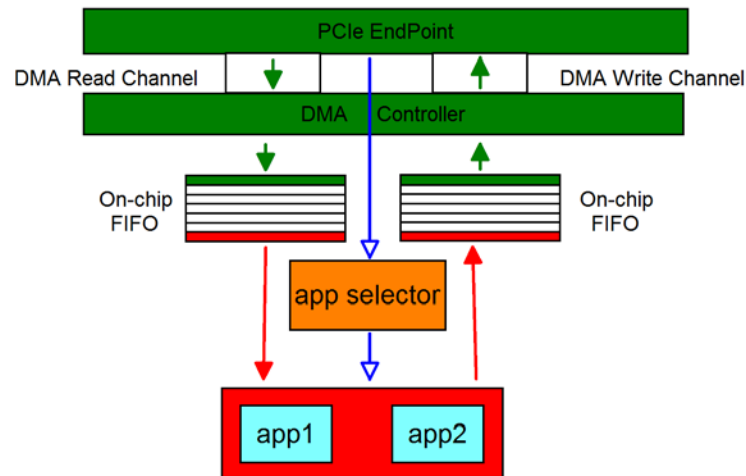 PCIe EndPoint
DMA Read Channel
DMA Write Channel
DMA Controller
On-chip
FIFO
On-chip
FIFO
app selector
app1
app2